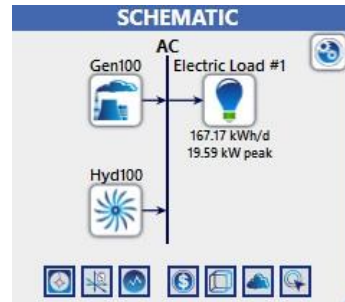 SCHEMATIC
AC
Gen100 Electric Load #1
167.17 kWh/d
19.59 kW peak
Hyd100